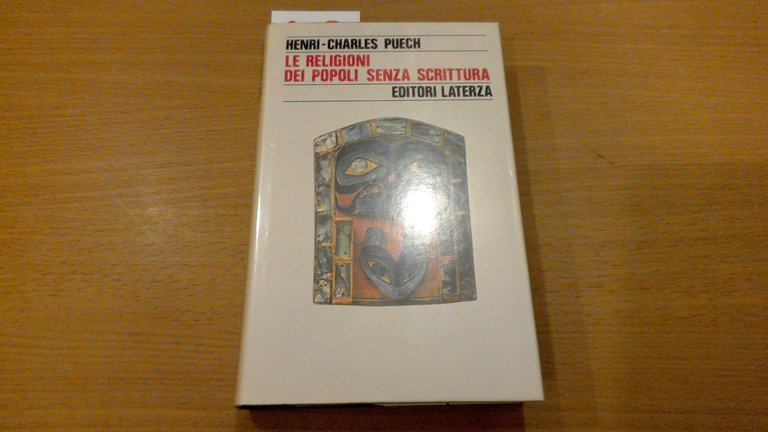 HENRI-CHARLES PUECH
LE RELIGIONI
DEI POPOLI SENZA SCRITTURA
EDITORI LATERZA